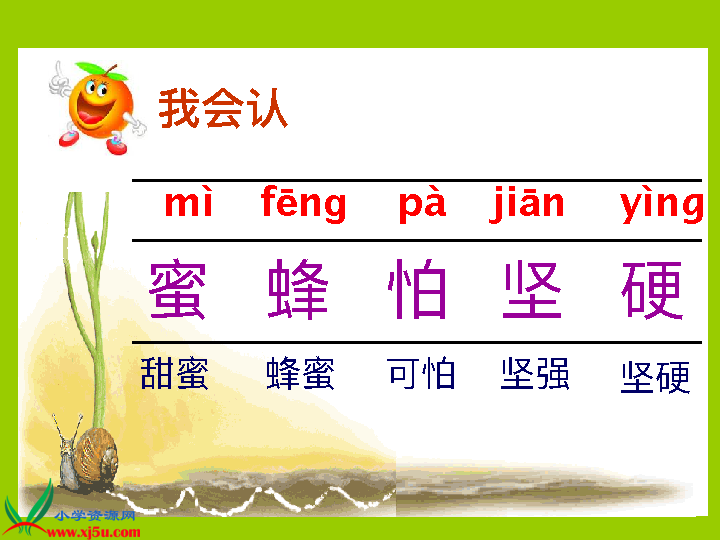 我会认
mì fēng pà jiān yìng
蜜 蜂 怕 坚 硬
甜蜜 蜂蜜 可怕 坚强 坚硬
小学资源网
www.xj5u.com